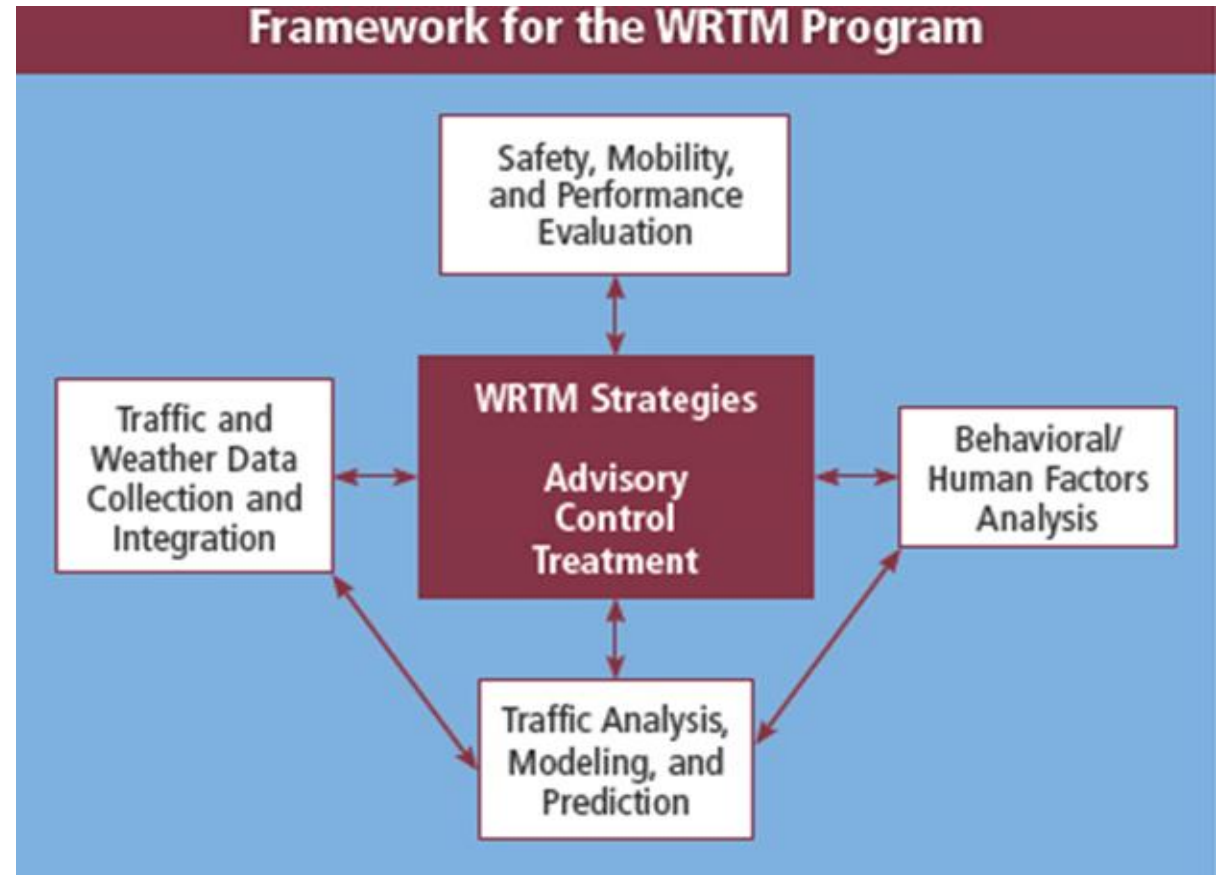 Framework for the WRTM Program
Safety, Mobility,
and Performance
Evaluation
WRTM Strategies
Advisory
Control
Treatment
Traffic and
Weather Data
Collection and
Integration
Behavioral/
Human Factors
Analysis
Traffic Analysis,
Modeling, and
Prediction